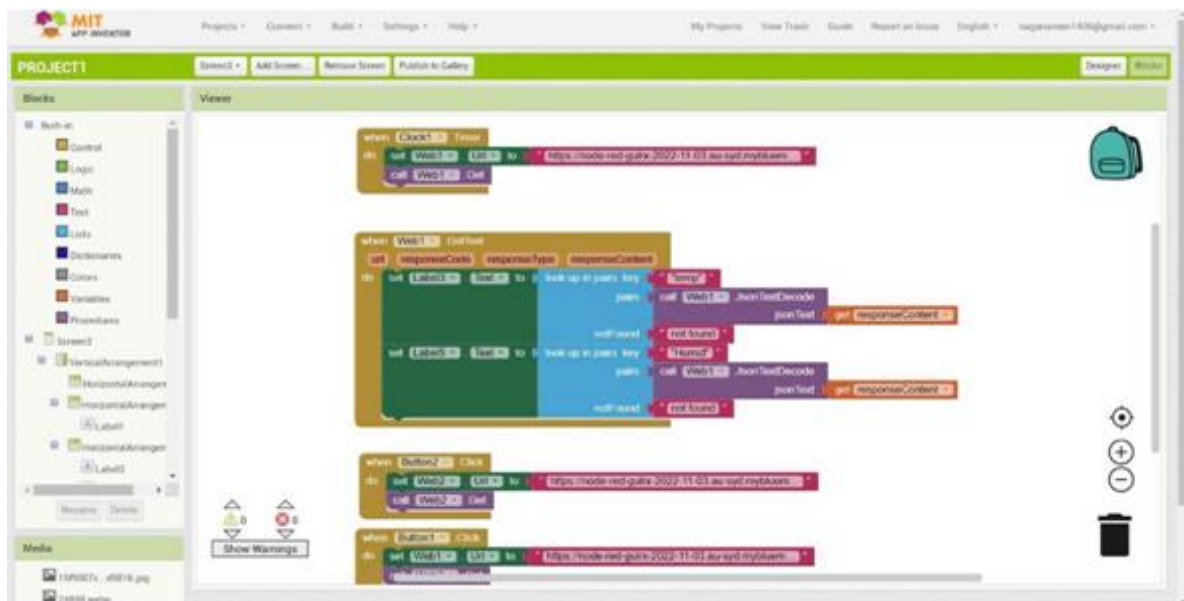 MIT
APP INVENTOR
Projects Connect Build Settings Help My Projects View Trash Guide Report an Issue English
PROJECT1
Screen3 Add Screen ... Remove Screen Publish to Gallery Designer Blocks
Blocks
Viewer
Built-in
Control
Logic
Math
Text
Lists
Dictionaries
Colors
Variables
Procedures
Screen3
VerticalArrangement1
HorizontalArrangen
HorizontalArrangen
Label1
HorizontalArrangen
Label3
Rename Delete
Media
when Clock1 Timer
do set Web1 Url to
call Web1 Get
when Web1 GotText
url responseCode responseType responseContent
do set Text to look up in pairs key "temp"
pairs call Web1 JsonTextDecode
jsonText get responseContent
notFound "not found"
set Label5 Text to look up in pairs key
pairs call Web1 JsonTextDecode
jsonText get responseContent
notFound "not found"
when Button2 Click
do set Web2 Url to
call Web2 Get
when Button1 Click
do set Web1 Url to
0 0
Show Warnings